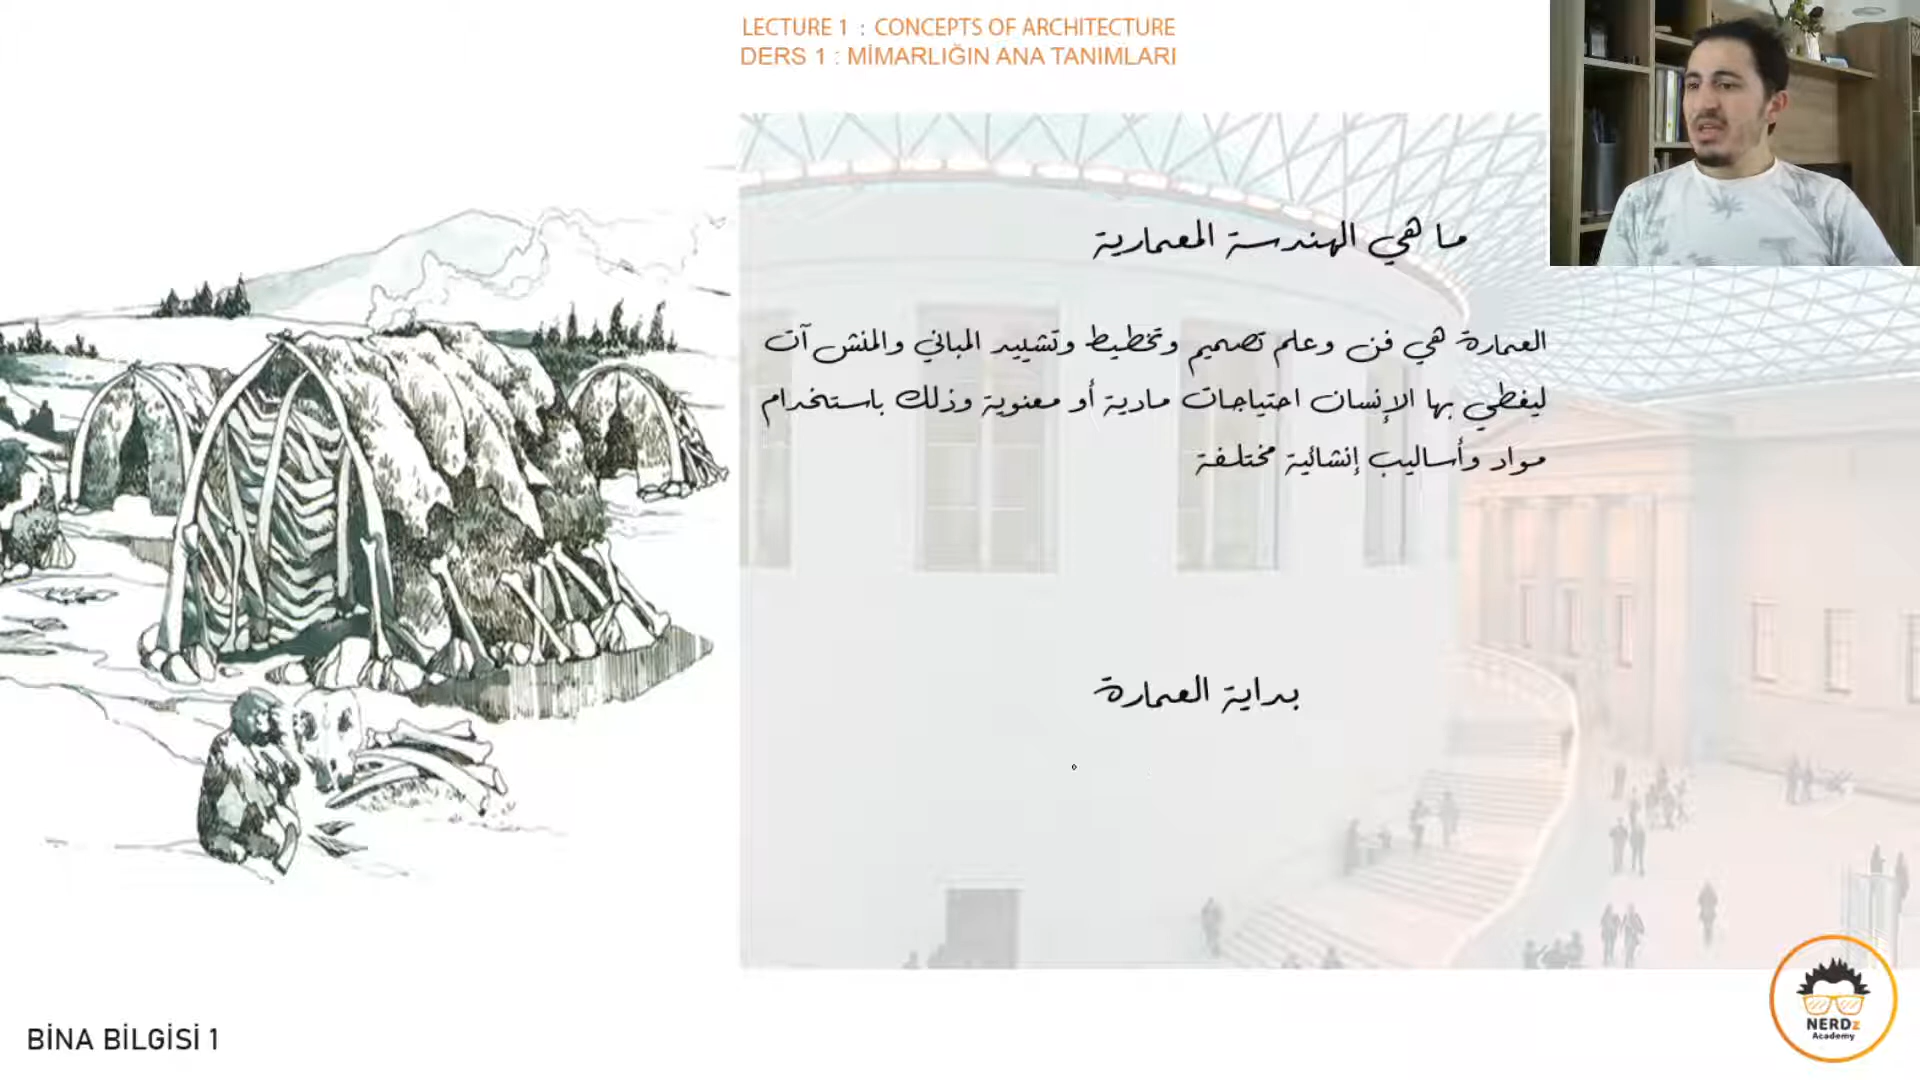 LECTURE 1 : CONCEPTS OF ARCHITECTURE
DERS 1 : MİMARLIĞIN ANA TANIMLARI
ما هي الهندسة المعمارية
العمارة هي فن وعلم تصميم وتخطيط وتشييد المباني والمنش آت
ليغطي بها الإنسان احتياجات مادية أو معنوية وذلك باستخدام
مواد وأساليب إنشائية مختلفة
بداية العمارة
BİNA BİLGİSİ 1
NERDz
Academy